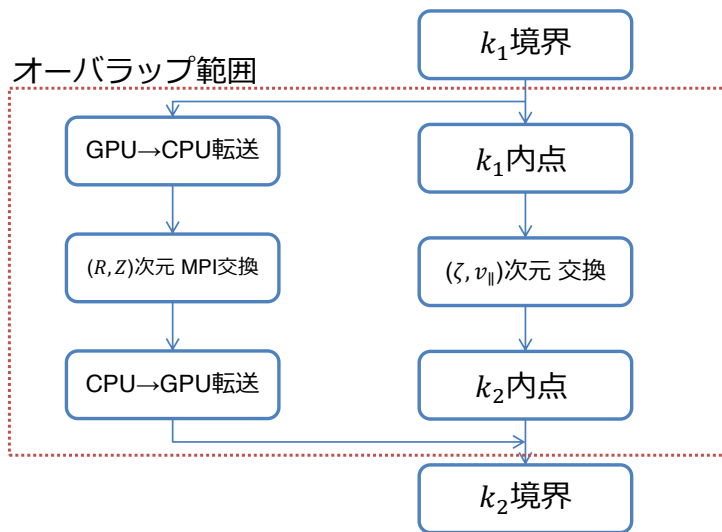 k₁境界
オーバラップ範囲
GPU→CPU転送
k₁内点
(R, Z)次元 MPI交換
(ζ, v∥)次元 交換
CPU→GPU転送
k₂内点
k₂境界